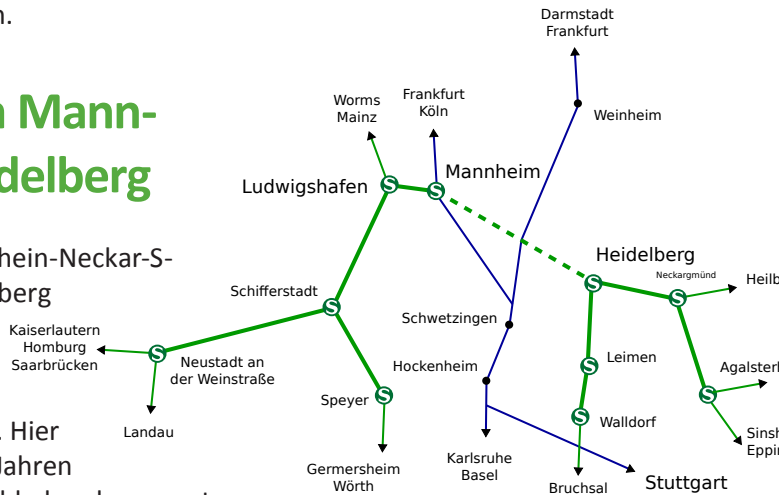 n.
n Mann-
delberg
hein-Neckar-S-
berg
. Hier
Jahren
Darmstadt
Frankfurt
Worms
Mainz
Frankfurt
Köln
Weinheim
Mannheim
Ludwigshafen
Heidelberg
Neckargmünd
Heilb
Schifferstadt
Schwetzingen
Kaiserlautern
Homburg
Saarbrücken
Neustadt an
der Weinstraße
Hockenheim
Leimen
Agalsterl
Speyer
Walldorf
Landau
Sinsh
Eppin
Germersheim
Wörth
Karlsruhe
Basel
Bruchsal
Stuttgart
S
S
S
S
S
S
S
S
S
S